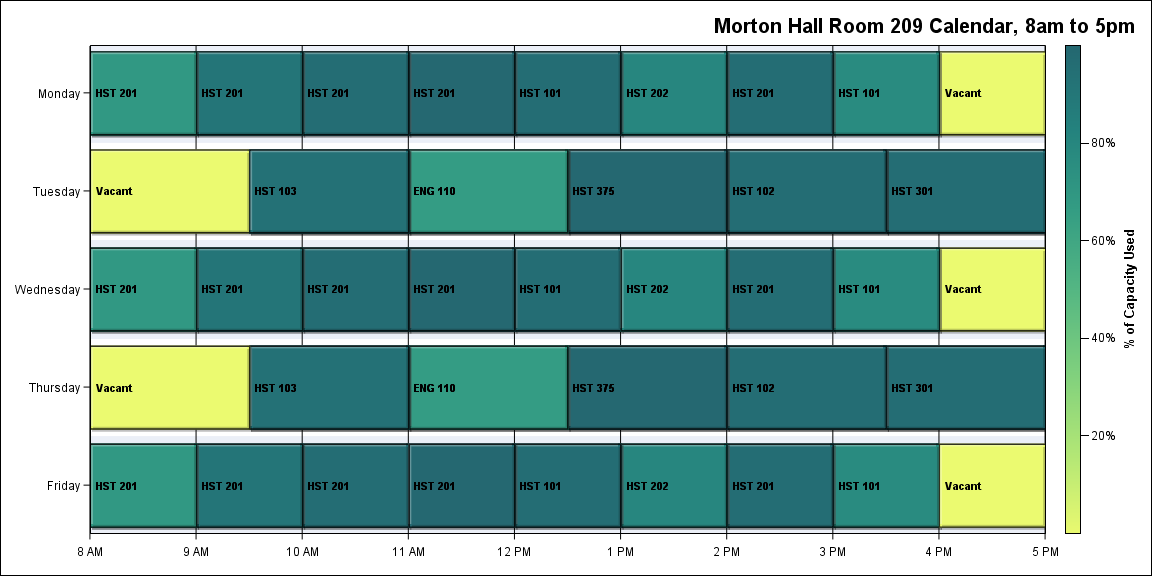 Morton Hall Room 209 Calendar, 8am to 5pm
Monday HST 201 HST 201 HST 201 HST 201 HST 101 HST 202 HST 201 HST 101 Vacant
80%
Tuesday Vacant HST 103 ENG 110 HST 375 HST 102 HST 301
60%
Wednesday HST 201 HST 201 HST 201 HST 201 HST 101 HST 202 HST 201 HST 101 Vacant
% of Capacity Used
40%
Thursday Vacant HST 103 ENG 110 HST 375 HST 102 HST 301
20%
Friday HST 201 HST 201 HST 201 HST 201 HST 101 HST 202 HST 201 HST 101 Vacant
8 AM 9 AM 10 AM 11 AM 12 PM 1 PM 2 PM 3 PM 4 PM 5 PM